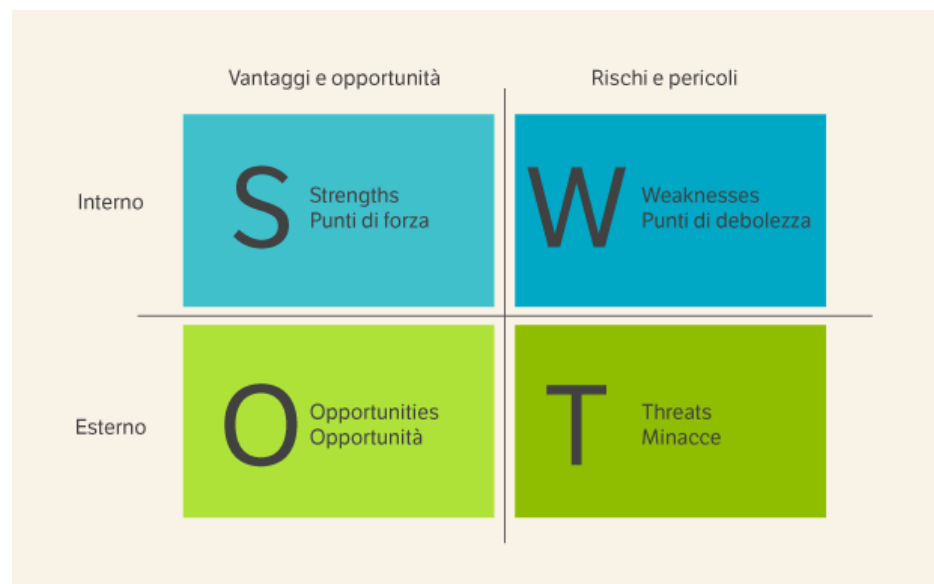 Vantaggi e opportunità
Rischi e pericoli
Interno
S
Strengths
Punti di forza
W
Weaknesses
Punti di debolezza
Esterno
O
Opportunities
Opportunità
T
Threats
Minacce